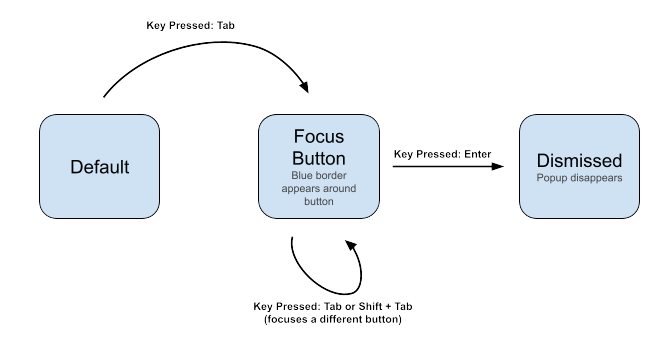 Key Pressed: Tab
Default
Focus
Button
Blue border
appears around
button
Key Pressed: Enter
Dismissed
Popup disappears
Key Pressed: Tab or Shift + Tab
(focuses a different button)